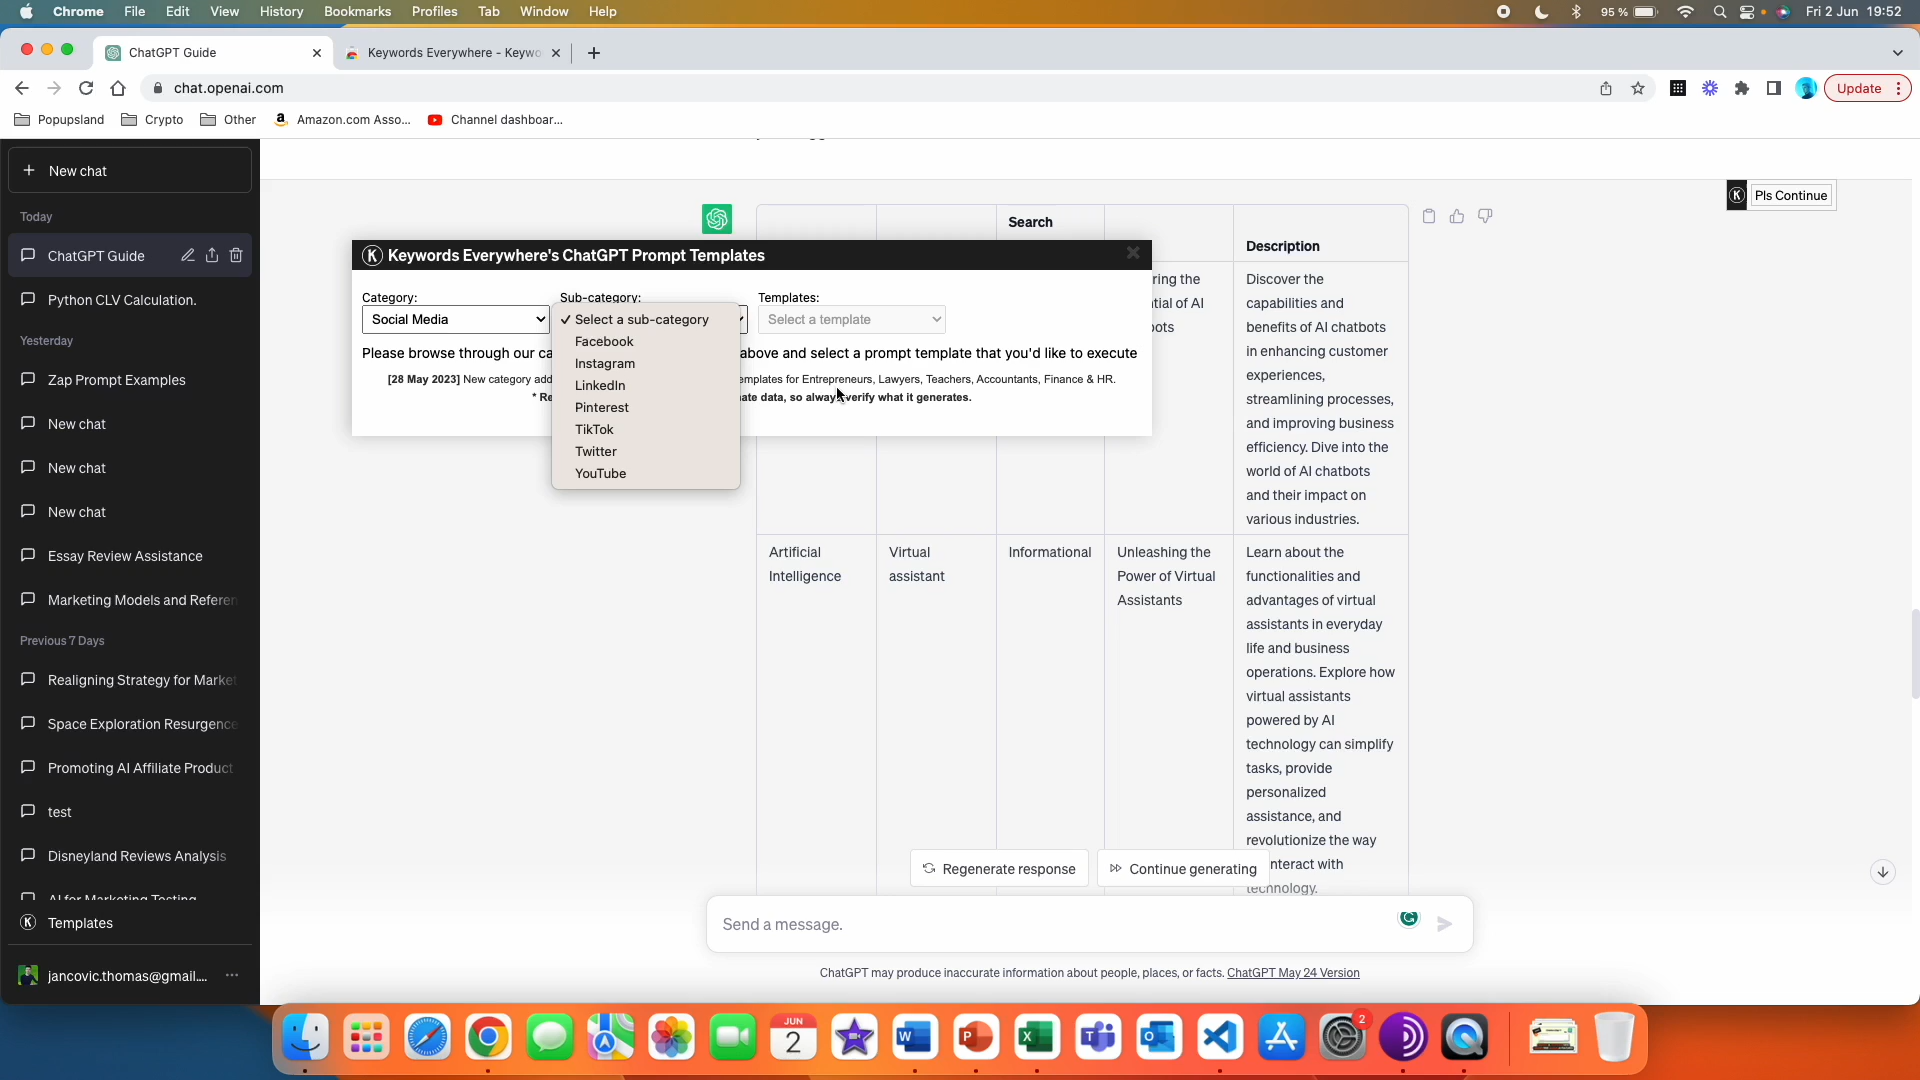 Chrome File Edit View History Bookmarks Profiles Tab Window Help
95 % Fri 2 Jun 19:52
ChatGPT Guide
Keywords Everywhere - Keywo
chat.openai.com
Update
Popupsland Crypto Other Amazon.com Asso... Channel dashboar...
New chat
Today
ChatGPT Guide
Python CLV Calculation.
Yesterday
Zap Prompt Examples
New chat
New chat
New chat
Essay Review Assistance
Marketing Models and Referen
Previous 7 Days
Realigning Strategy for Market
Space Exploration Resurgence
Promoting AI Affiliate Product
test
Disneyland Reviews Analysis
AI for Marketing Testing
K Templates
jancovic.thomas@gmail....
K Pls Continue
Search
Description
K Keywords Everywhere's ChatGPT Prompt Templates
Category:
Sub-category:
Templates:
Social Media
Select a sub-category
Select a template
Facebook
Instagram
LinkedIn
Pinterest
TikTok
Twitter
YouTube
Please browse through our ca
above and select a prompt template that you'd like to execute
[28 May 2023] New category add
emplates for Entrepreneurs, Lawyers, Teachers, Accountants, Finance & HR.
* Re
ate data, so always verify what it generates.
ring the
tial of AI
ots
Discover the
capabilities and
benefits of AI chatbots
in enhancing customer
experiences,
streamlining processes,
and improving business
efficiency. Dive into the
world of AI chatbots
and their impact on
various industries.
Artificial
Intelligence
Virtual
assistant
Informational
Unleashing the
Power of Virtual
Assistants
Learn about the
functionalities and
advantages of virtual
assistants in everyday
life and business
operations. Explore how
virtual assistants
powered by AI
technology can simplify
tasks, provide
personalized
assistance, and
revolutionize the way
nteract with
technology.
Regenerate response
Continue generating
Send a message.
ChatGPT may produce inaccurate information about people, places, or facts. ChatGPT May 24 Version
JUN
2
W
P
X
2